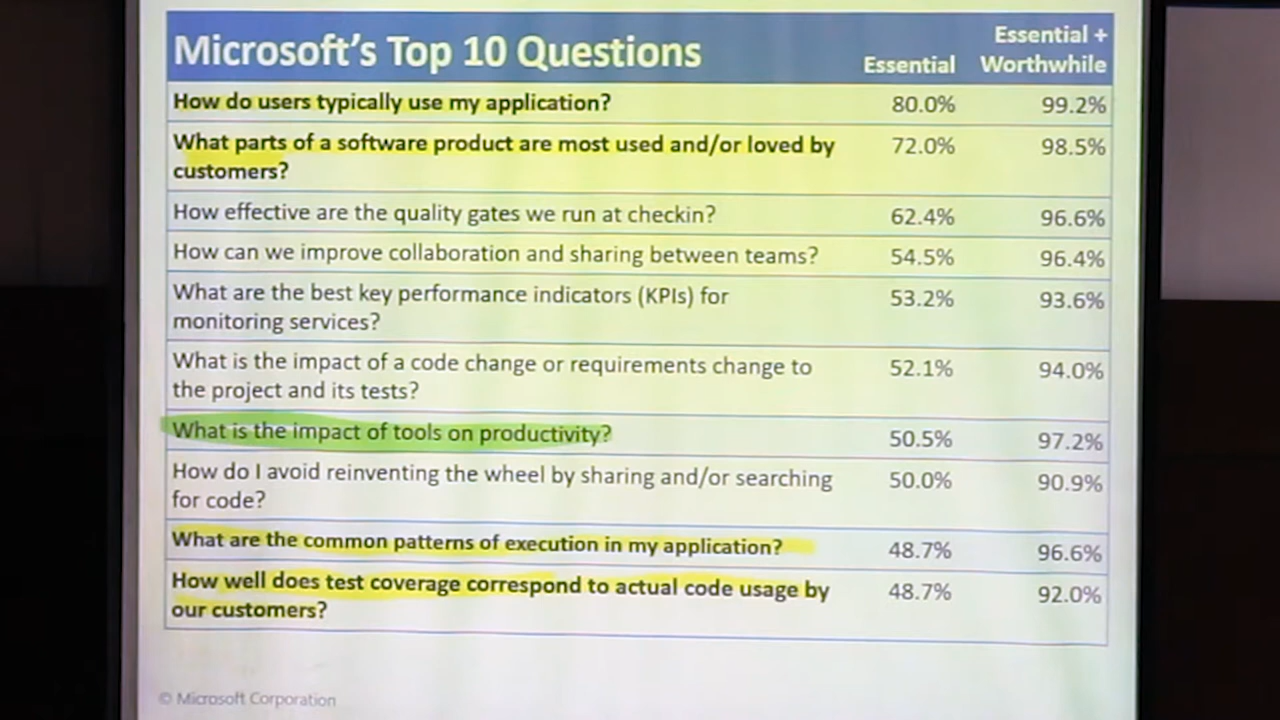 Microsoft's Top 10 Questions Essential Essential +
Worthwhile
How do users typically use my application? 80.0% 99.2%
What parts of a software product are most used and/or loved by 72.0% 98.5%
customers?
How effective are the quality gates we run at checkin? 62.4% 96.6%
How can we improve collaboration and sharing between teams? 54.5% 96.4%
What are the best key performance indicators (KPIs) for 53.2% 93.6%
monitoring services?
What is the impact of a code change or requirements change to 52.1% 94.0%
the project and its tests?
What is the impact of tools on productivity? 50.5% 97.2%
How do I avoid reinventing the wheel by sharing and/or searching 50.0% 90.9%
for code?
What are the common patterns of execution in my application? 48.7% 96.6%
How well does test coverage correspond to actual code usage by 48.7% 92.0%
our customers?
© Microsoft Corporation